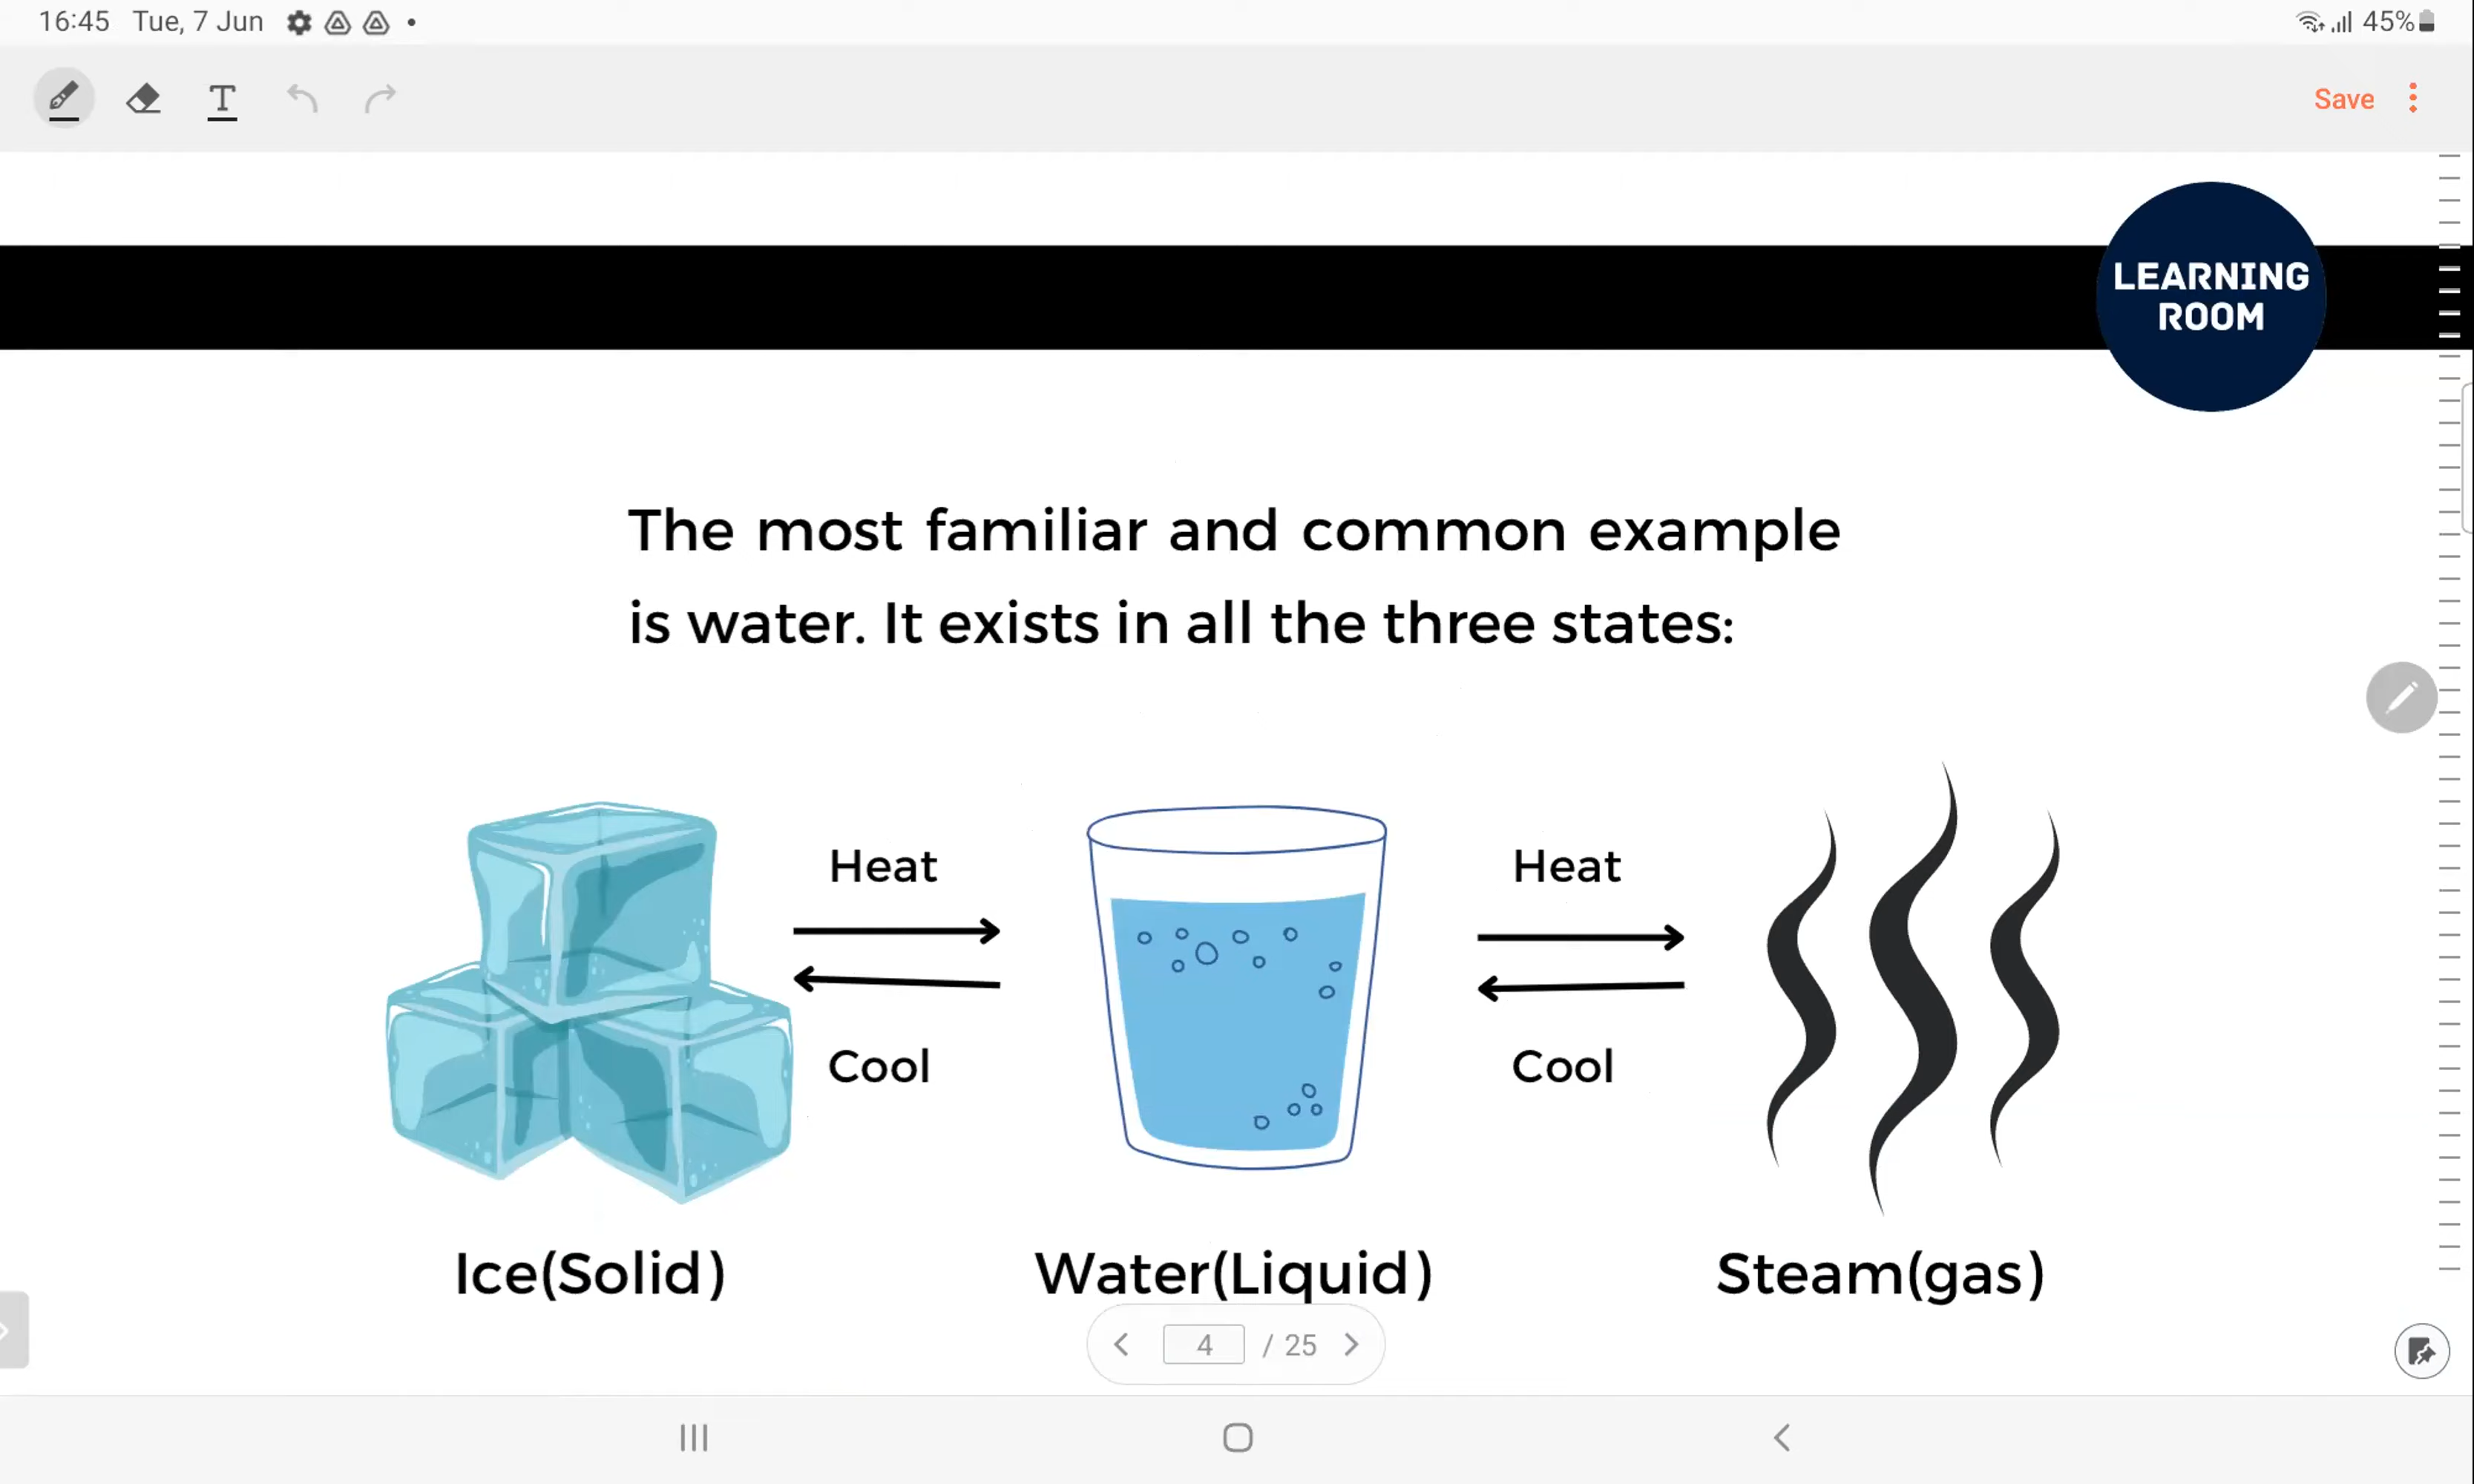 16:45 Tue, 7 Jun
45%
T
Save
LEARNING
ROOM
The most familiar and common example
is water. It exists in all the three states:
Heat
Heat
Cool
Cool
Ice(Solid)
Water(Liquid)
Steam(gas)
4 / 25